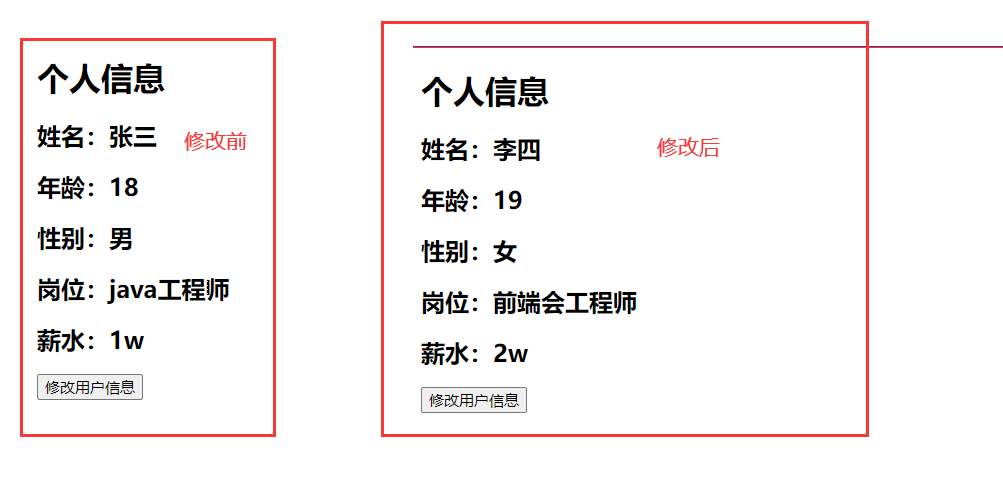 个人信息
姓名：张三
修改前
年龄：18
性别：男
岗位：java工程师
薪水：1w
修改用户信息
个人信息
姓名：李四
修改后
年龄：19
性别：女
岗位：前端会工程师
薪水：2w
修改用户信息